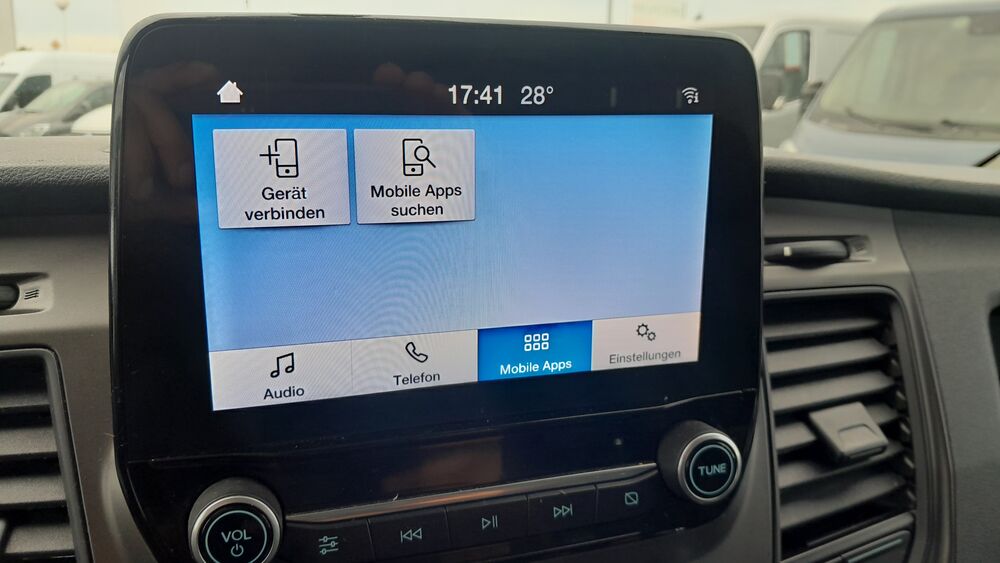 17:41 28°
Gerät
verbinden
Mobile Apps
suchen
Audio
Telefon
Mobile Apps
Einstellungen
VOL
TUNE